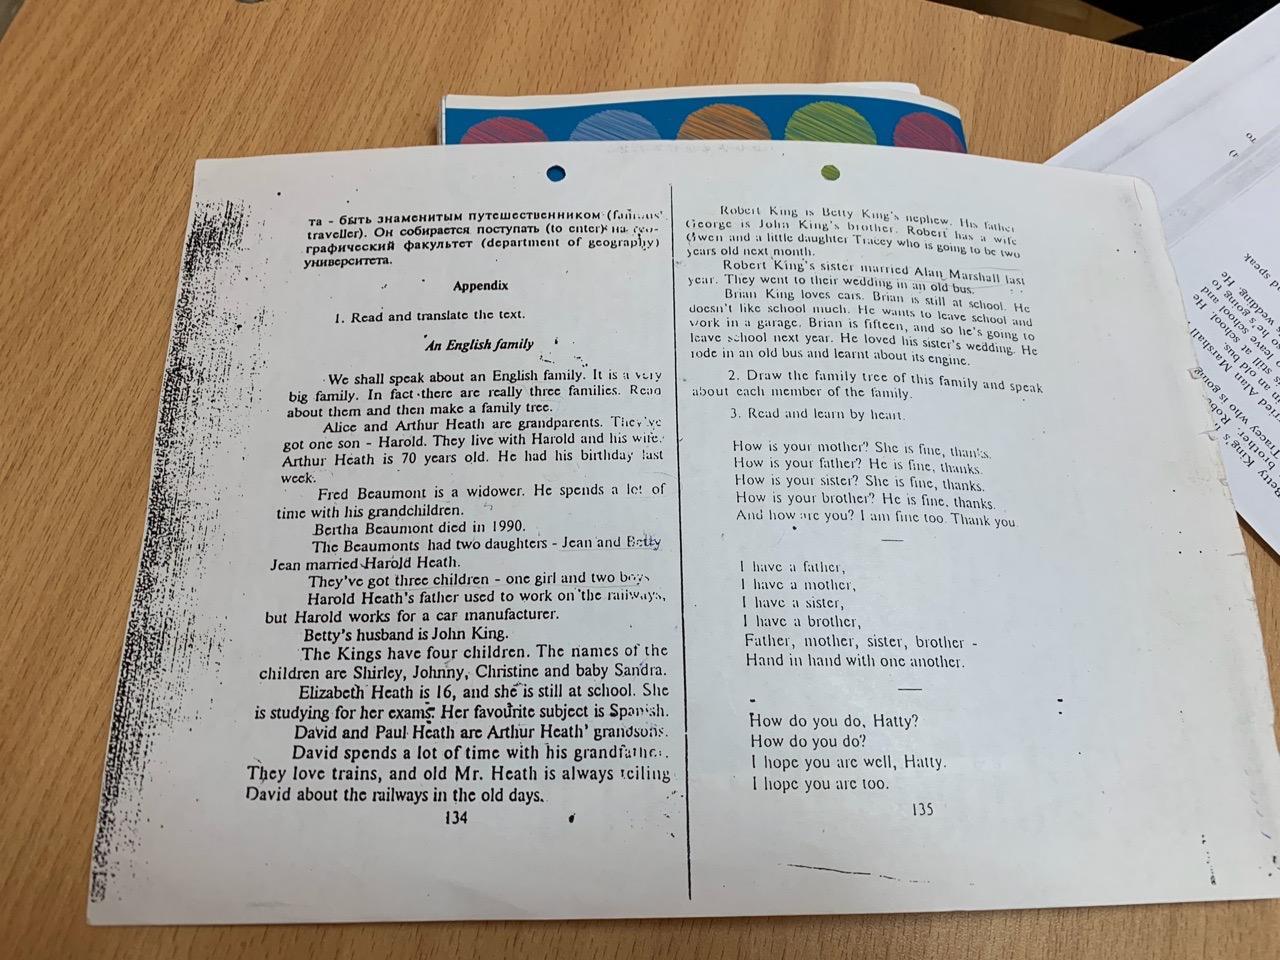 та - быть знаменитым путешественником (famous
traveller). Он собирается поступать (to enter) на гео-
графический факультет (department of geography)
университета.
Appendix
1. Read and translate the text.
An English family
We shall speak about an English family. It is a very
big family. In fact there are really three families. Read
about them and then make a family tree.
Alice and Arthur Heath are grandparents. They've
got one son - Harold. They live with Harold and his wife.
Arthur Heath is 70 years old. He had his birthday last
week.
Fred Beaumont is a widower. He spends a lot of
time with his grandchildren.
Bertha Beaumont died in 1990.
The Beaumonts had two daughters - Jean and Betty
Jean married Harold Heath.
They've got three children - one girl and two boys
Harold Heath's father used to work on the railways,
but Harold works for a car manufacturer.
Betty's husband is John King.
The Kings have four children. The names of the
children are Shirley, Johnny, Christine and baby Sandra.
Elizabeth Heath is 16, and she is still at school. She
is studying for her exams. Her favourite subject is Spanish.
David and Paul Heath are Arthur Heath' grandsons.
David spends a lot of time with his grandfather.
They love trains, and old Mr. Heath is always telling
David about the railways in the old days.
134
Robert King is Betty King's nephew. His father
George is John King's brother. Robert has a wife
Gwen and a little daughter Tracey who is going to be two
years old next month.
Robert King's sister married Alan Marshall last
year. They went to their wedding in an old bus.
Brian King loves cars. Brian is still at school. He
doesn't like school much. He wants to leave school and
work in a garage. Brian is fifteen, and so he's going to
leave school next year. He loved his sister's wedding. He
rode in an old bus and learnt about its engine.
2. Draw the family tree of this family and speak
about each member of the family.
3. Read and learn by heart.
How is your mother? She is fine, thanks.
How is your father? He is fine, thanks.
How is your sister? She is fine, thanks.
How is your brother? He is fine, thanks.
And how are you? I am fine too. Thank you.
I have a father,
I have a mother,
I have a sister,
I have a brother,
Father, mother, sister, brother -
Hand in hand with one another.
How do you do, Hatty?
How do you do?
I hope you are well, Hatty.
I hope you are too.
135